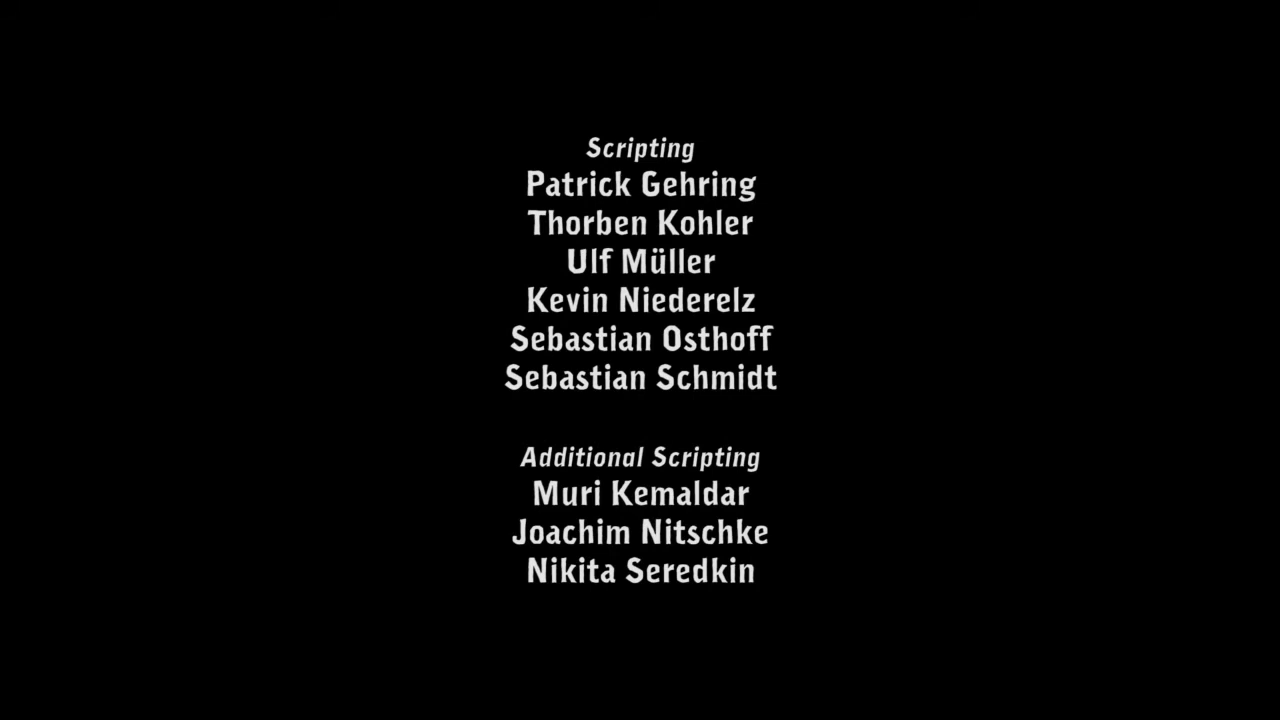 Scripting
Patrick Gehring
Thorben Kohler
Ulf Müller
Kevin Niederelz
Sebastian Osthoff
Sebastian Schmidt
Additional Scripting
Muri Kemaldar
Joachim Nitschke
Nikita Seredkin